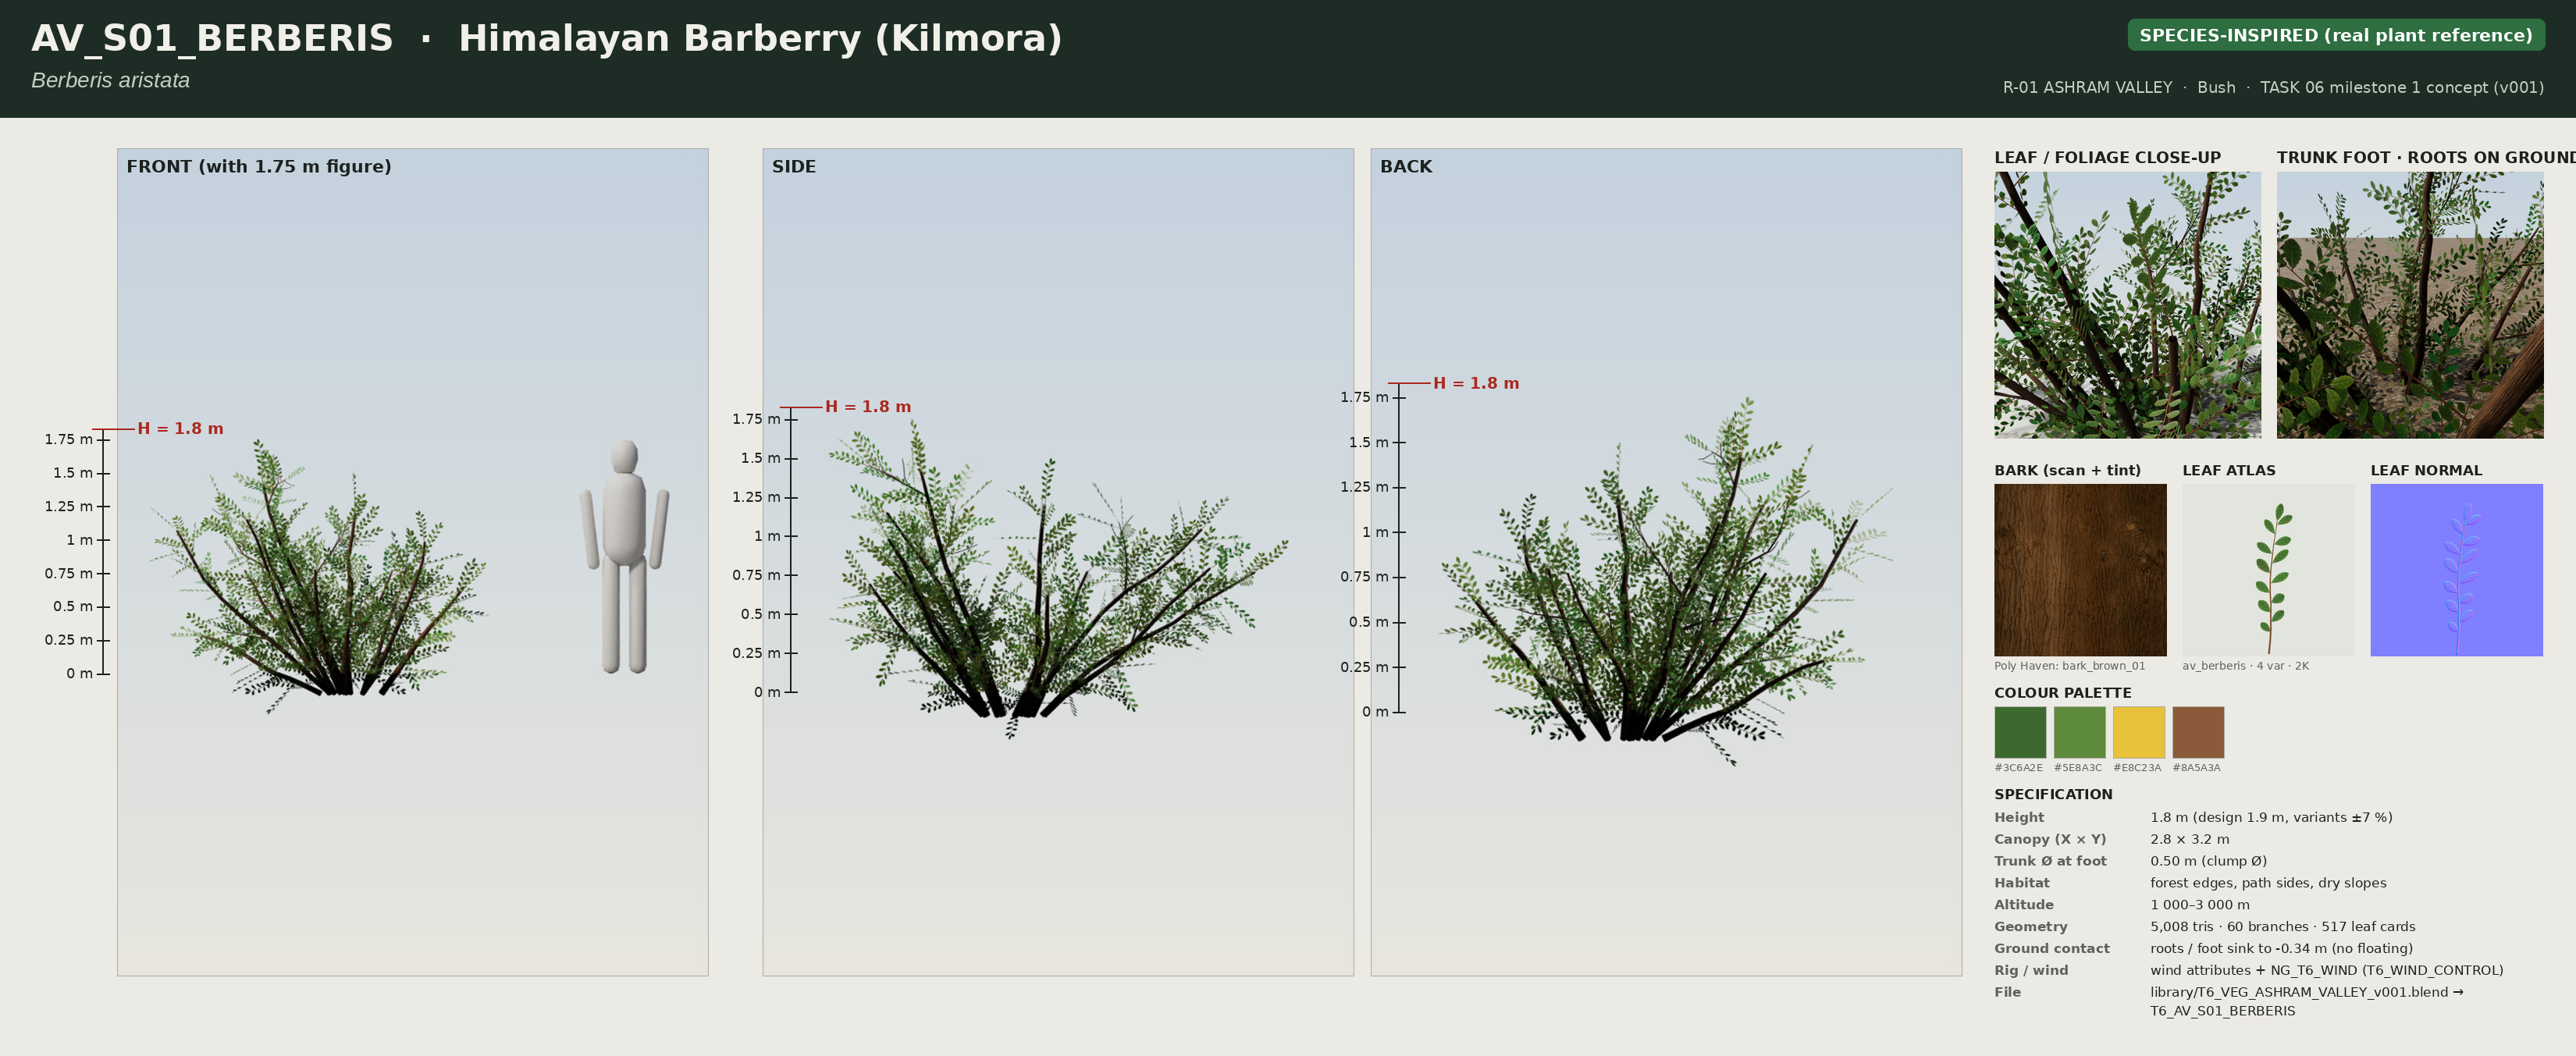 AV_S01_BERBERIS · Himalayan Barberry (Kilmora)
Berberis aristata
SPECIES-INSPIRED (real plant reference)
R-01 ASHRAM VALLEY · Bush · TASK 06 milestone 1 concept (v001)
FRONT (with 1.75 m figure)
H = 1.8 m
1.75 m
1.5 m
1.25 m
1 m
0.75 m
0.5 m
0.25 m
0 m
SIDE
H = 1.8 m
1.75 m
1.5 m
1.25 m
1 m
0.75 m
0.5 m
0.25 m
0 m
BACK
H = 1.8 m
1.75 m
1.5 m
1.25 m
1 m
0.75 m
0.5 m
0.25 m
0 m
LEAF / FOLIAGE CLOSE-UP
TRUNK FOOT · ROOTS ON GROUND
BARK (scan + tint)
LEAF ATLAS
LEAF NORMAL
Poly Haven: bark_brown_01
av_berberis · 4 var · 2K
COLOUR PALETTE
#3C6A2E #5E8A3C #E8C23A #8A5A3A
SPECIFICATION
Height 1.8 m (design 1.9 m, variants ±7 %)
Canopy (X × Y) 2.8 × 3.2 m
Trunk Ø at foot 0.50 m (clump Ø)
Habitat forest edges, path sides, dry slopes
Altitude 1 000–3 000 m
Geometry 5,008 tris · 60 branches · 517 leaf cards
Ground contact roots / foot sink to -0.34 m (no floating)
Rig / wind wind attributes + NG_T6_WIND (T6_WIND_CONTROL)
File library/T6_VEG_ASHRAM_VALLEY_v001.blend →
T6_AV_S01_BERBERIS